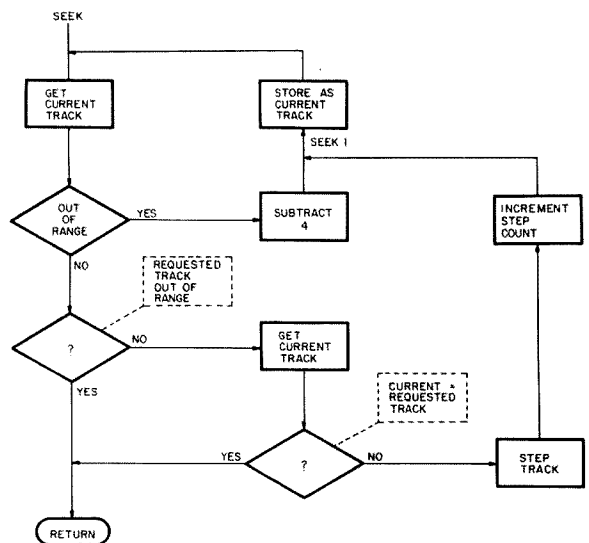 SEEK
GET
CURRENT
TRACK
STORE AS
CURRENT
TRACK
SEEK 1
OUT
OF
RANGE
YES
SUBTRACT
4
INCREMENT
STEP
COUNT
NO
REQUESTED
TRACK
OUT OF
RANGE
?
NO
GET
CURRENT
TRACK
YES
CURRENT =
REQUESTED
TRACK
?
YES
NO
STEP
TRACK
RETURN